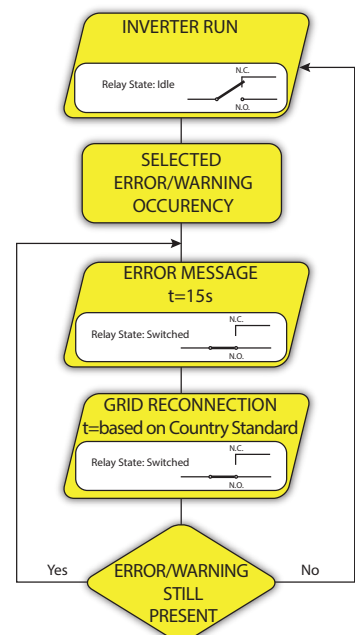 INVERTER RUN
N.C.
Relay State: Idle
N.O.
SELECTED
ERROR/WARNING
OCCURENCY
ERROR MESSAGE
t=15s
N.C.
Relay State: Switched
N.O.
GRID RECONNECTION
t=based on Country Standard
N.C.
Relay State: Switched
N.O.
Yes
No
ERROR/WARNING
STILL
PRESENT